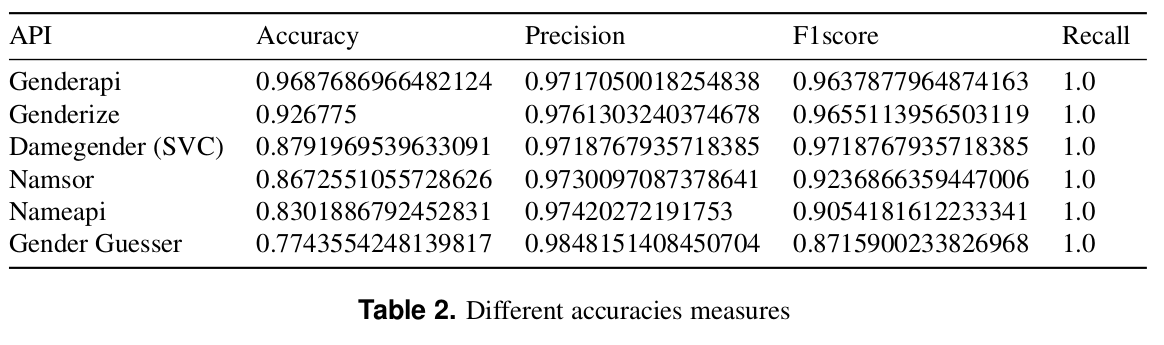 API Accuracy Precision F1score Recall
Genderapi 0.9687686966482124 0.9717050018254838 0.9637877964874163 1.0
Genderize 0.926775 0.9761303240374678 0.9655113956503119 1.0
Damegender (SVC) 0.8791969539633091 0.9718767935718385 0.9718767935718385 1.0
Namsor 0.8672551055728626 0.9730097087378641 0.9236866359447006 1.0
Nameapi 0.8301886792452831 0.97420272191753 0.9054181612233341 1.0
Gender Guesser 0.7743554248139817 0.9848151408450704 0.8715900233826968 1.0
Table 2. Different accuracies measures